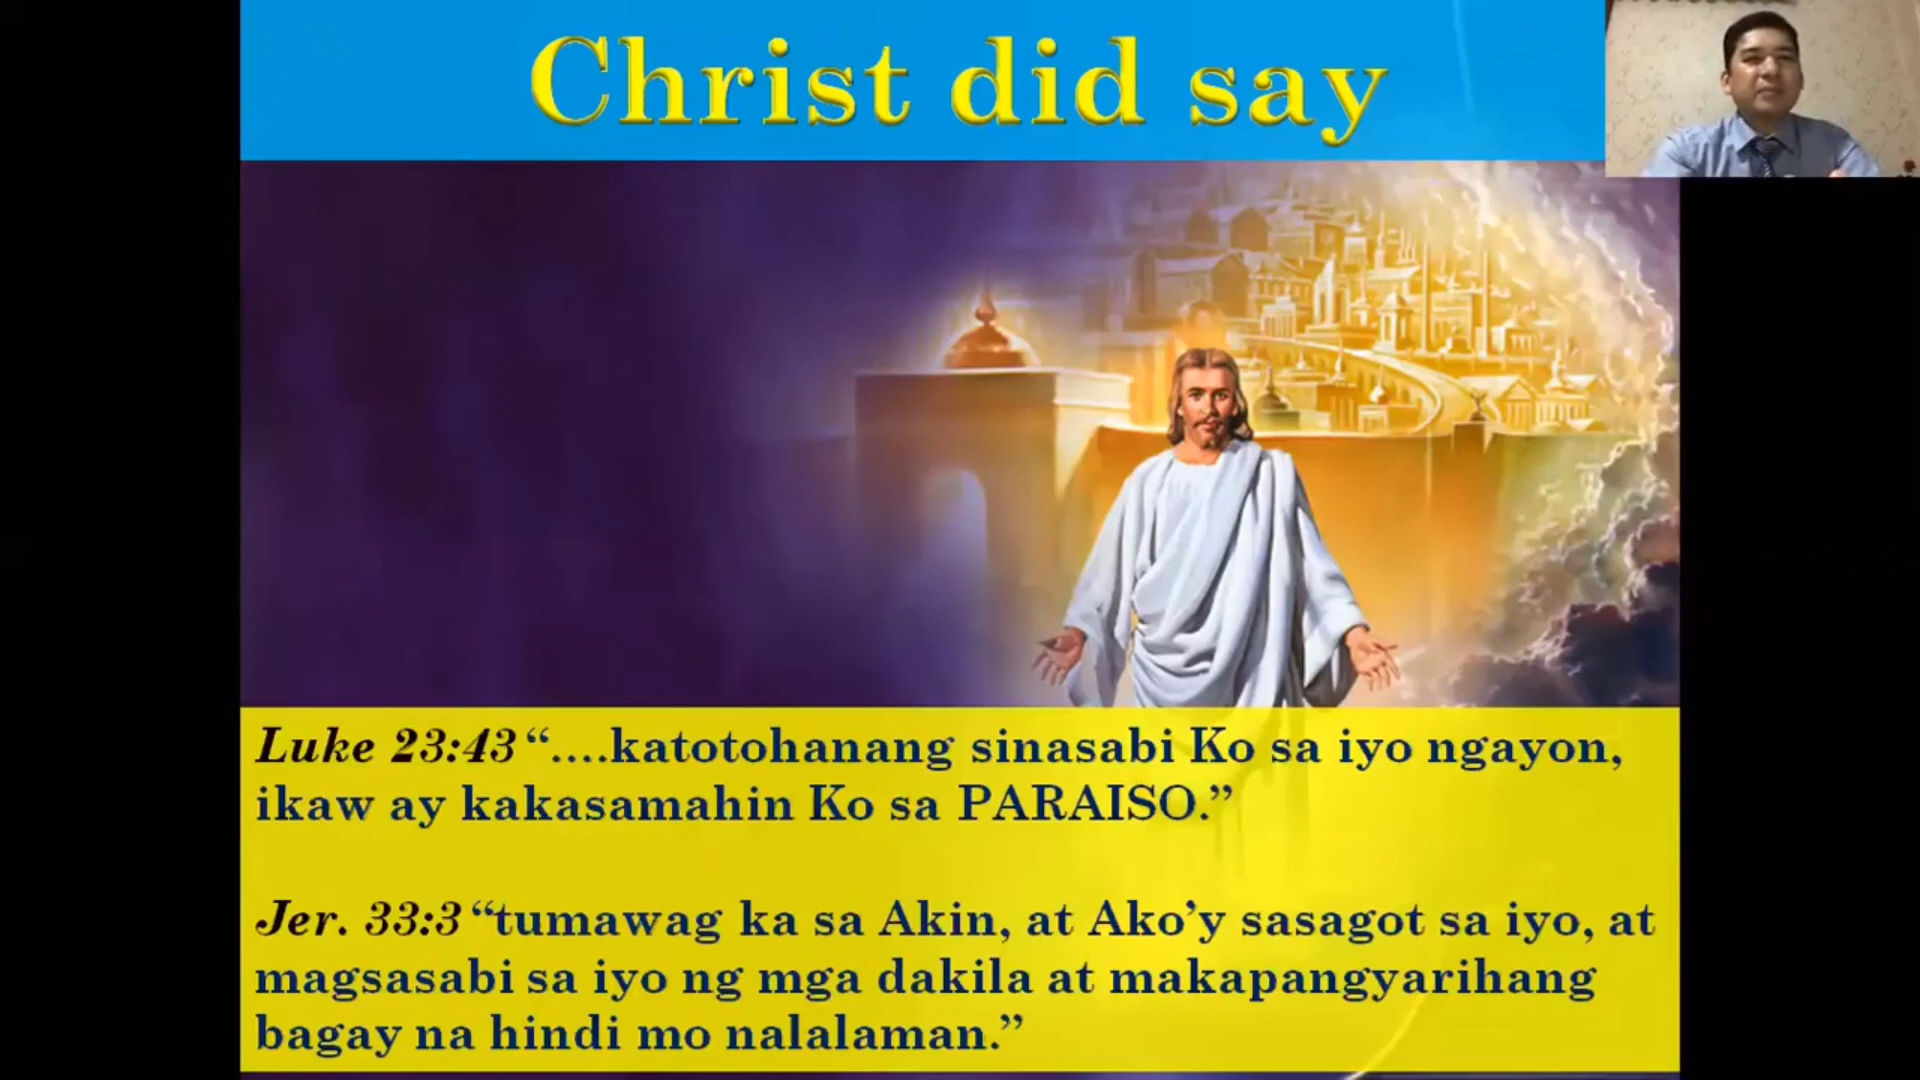 Christ did say
Luke 23:43 “....katotohanang sinasabi Ko sa iyo ngayon,
ikaw ay kakasamahin Ko sa PARAISO.”
Jer. 33:3 “tumawag ka sa Akin, at Ako’y sasagot sa iyo, at
magsasabi sa iyo ng mga dakila at makapangyarihang
bagay na hindi mo nalalaman.”